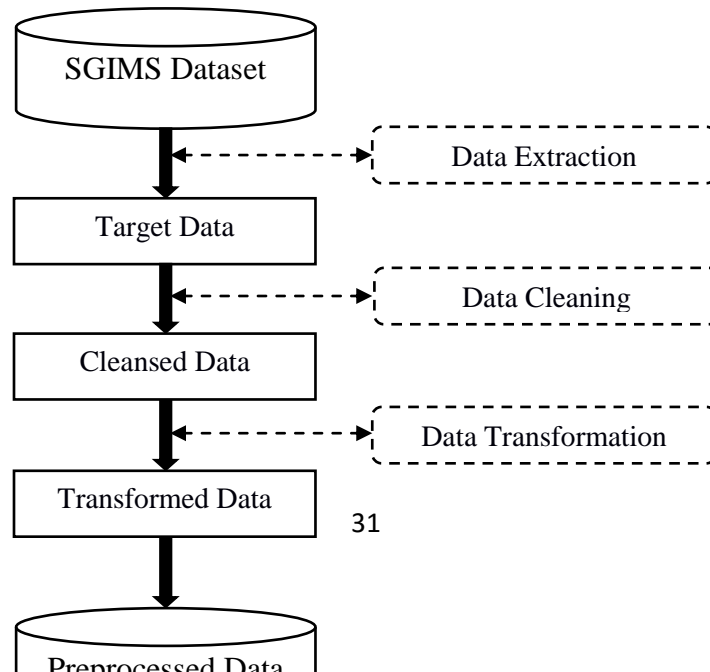 SGIMS Dataset
Data Extraction
Target Data
Data Cleaning
Cleansed Data
Data Transformation
Transformed Data
31
Preprocessed Data